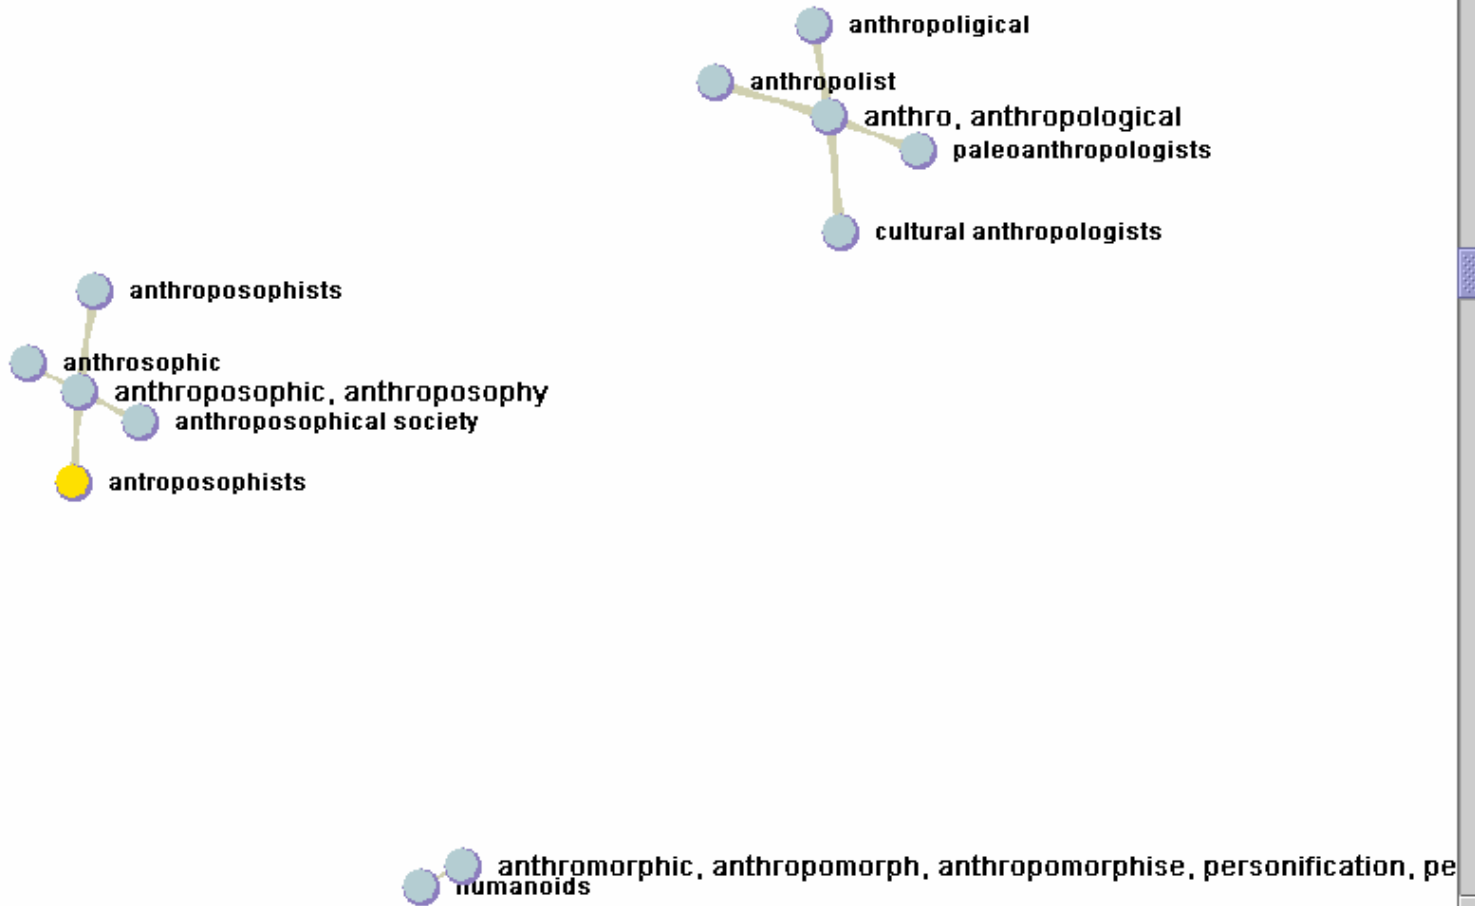 anthropoligical
anthropolist
anthro, anthropological
paleoanthropologists
cultural anthropologists
anthroposophists
anthrosophic
anthroposophic, anthroposophy
anthroposophical society
antroposophists
anthromorphic, anthropomorph, anthropomorphise, personification, pe
humanoids